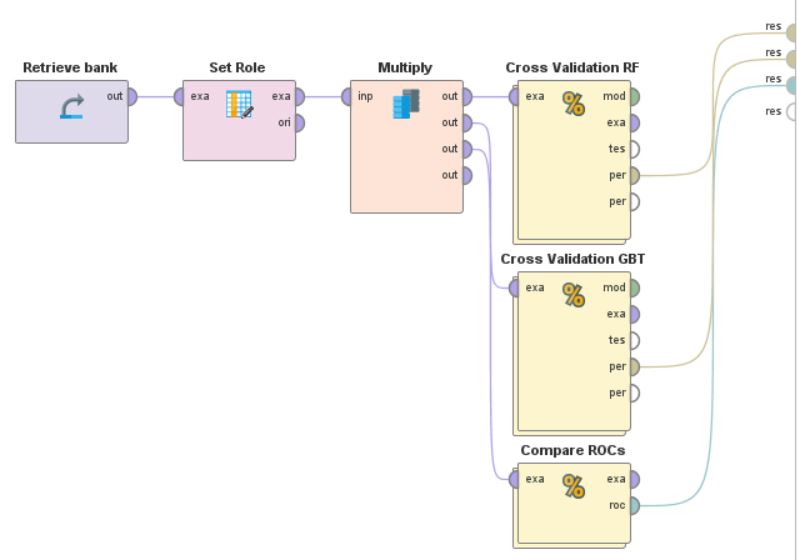 res
res
res
res
Retrieve bank
out
Set Role
exa
exa
ori
Multiply
inp
out
out
out
out
Cross Validation RF
exa
mod
exa
tes
per
per
Cross Validation GBT
exa
mod
exa
tes
per
per
Compare ROCs
exa
exa
roc